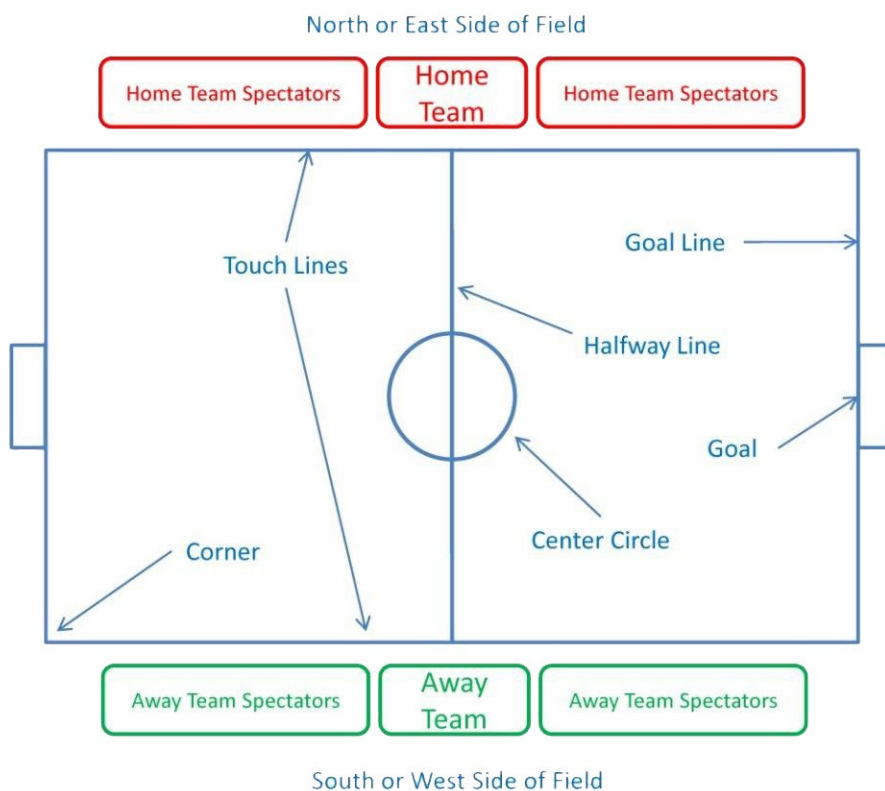 North or East Side of Field
Home Team Spectators
Home
Team
Home Team Spectators
Goal Line
Touch Lines
Halfway Line
Goal
Center Circle
Corner
Away Team Spectators
Away
Team
Away Team Spectators
South or West Side of Field